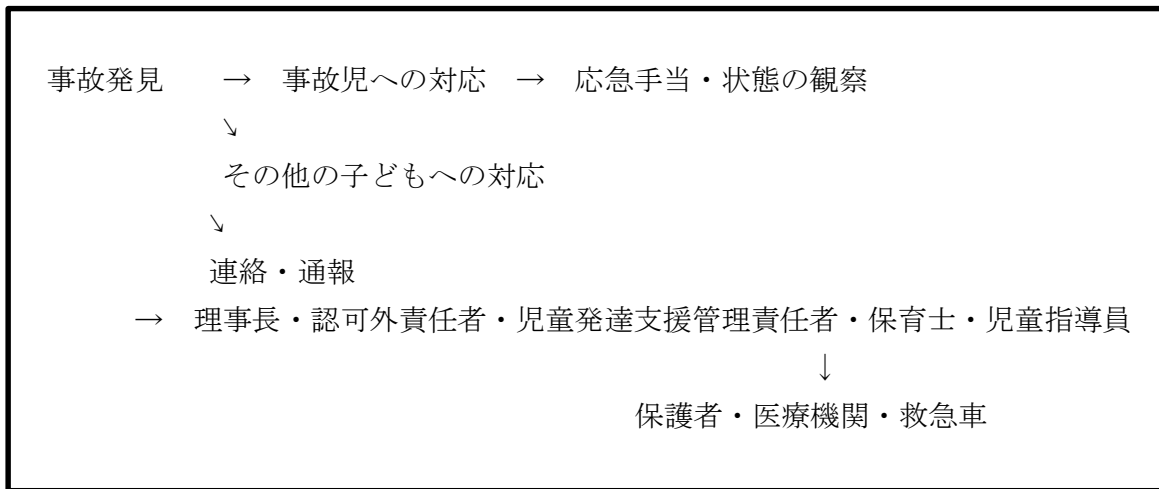 事故発見　→　事故児への対応　→　応急手当・状態の観察
↘
その他の子どもへの対応
↘
連絡・通報
→　理事長・認可外責任者・児童発達支援管理責任者・保育士・児童指導員
↓
保護者・医療機関・救急車